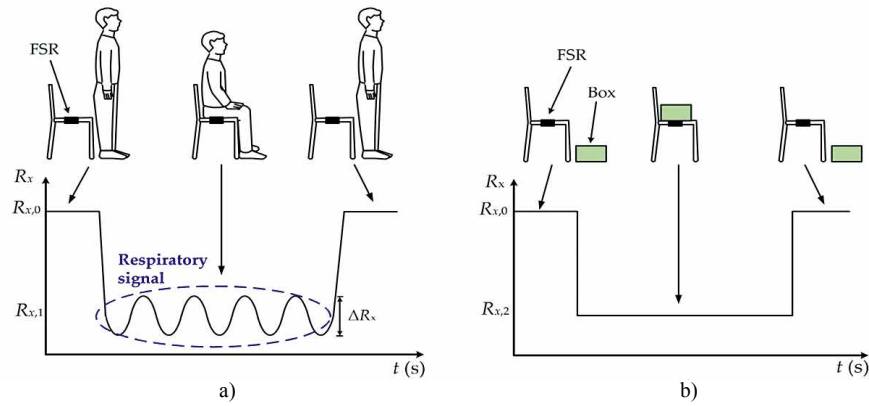 FSR
Rx
Rx,0
Respiratory
signal
Rx,1
ΔRx
t (s)
a)
FSR
Box
Rx
Rx,0
Rx,2
t (s)
b)